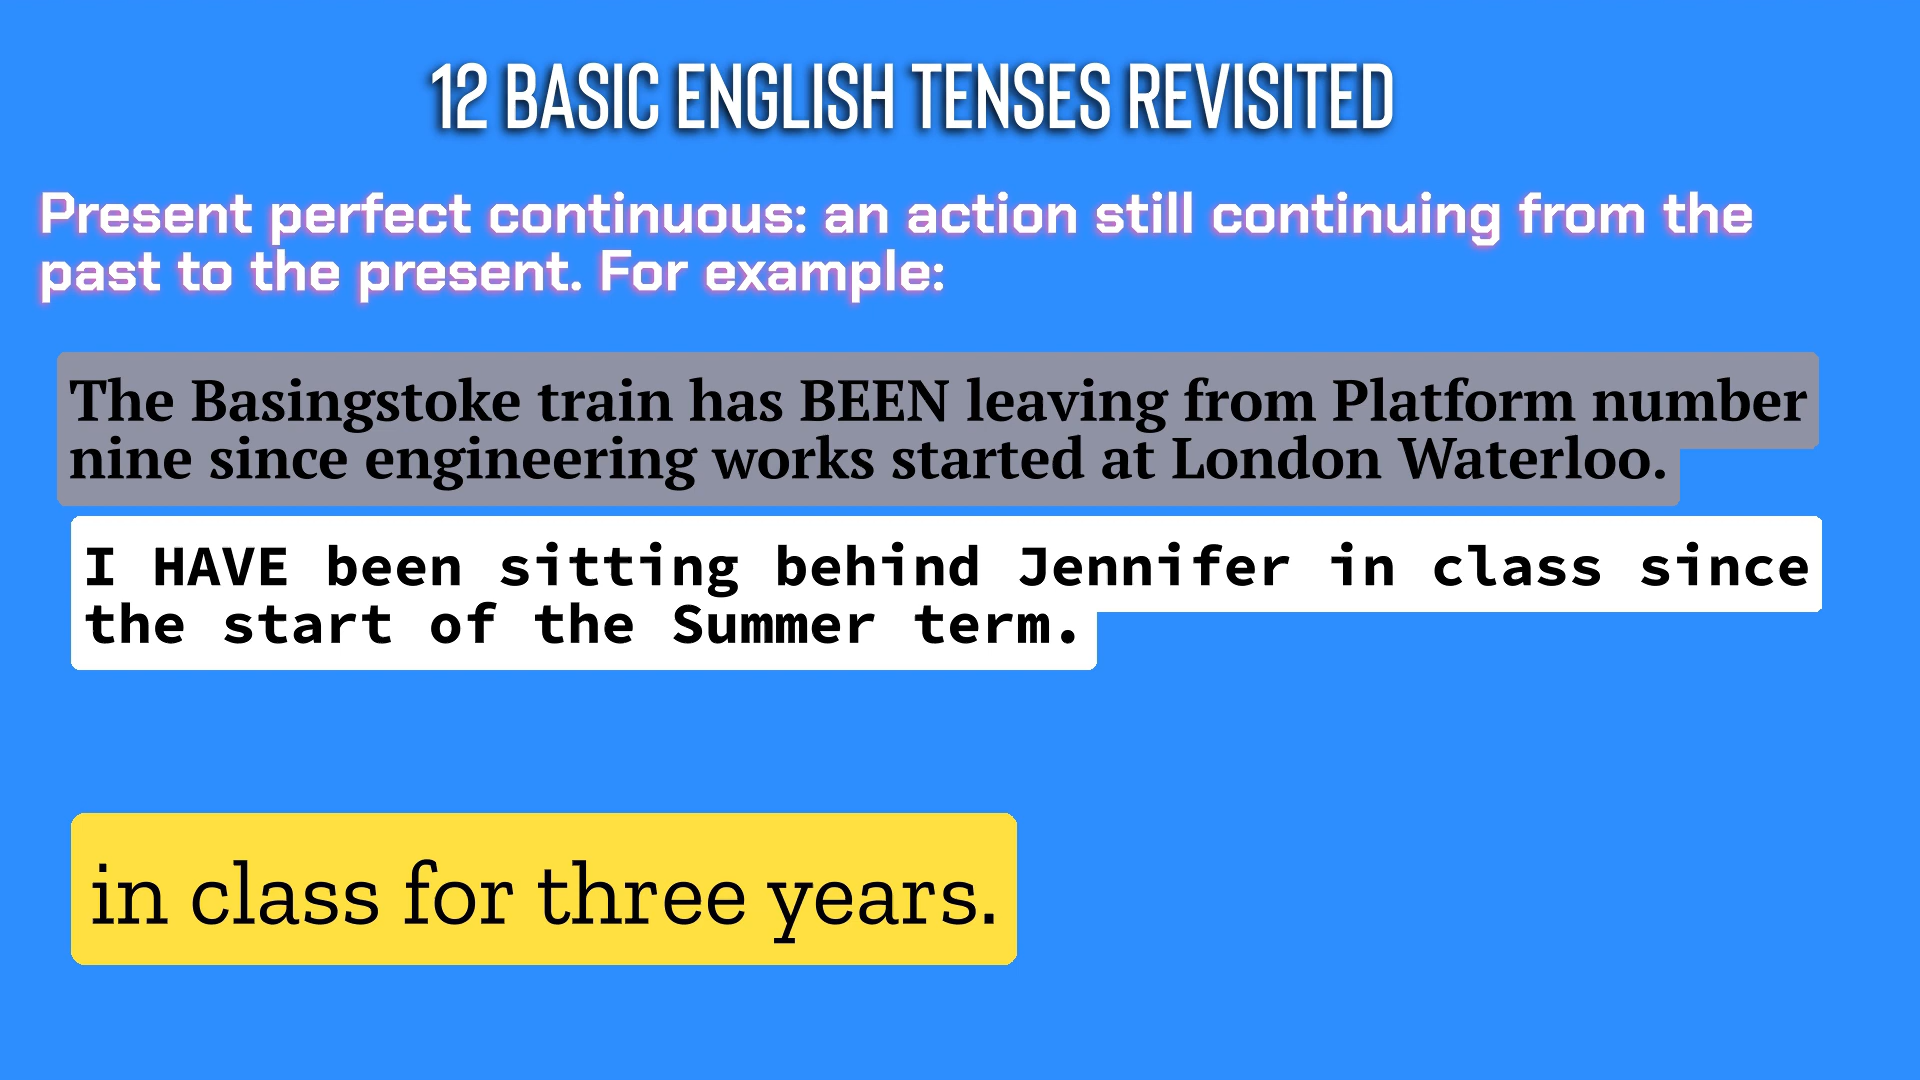 12 BASIC ENGLISH TENSES REVISITED
Present perfect continuous: an action still continuing from the
past to the present. For example:
The Basingstoke train has BEEN leaving from Platform number
nine since engineering works started at London Waterloo.
I HAVE been sitting behind Jennifer in class since
the start of the Summer term.
in class for three years.